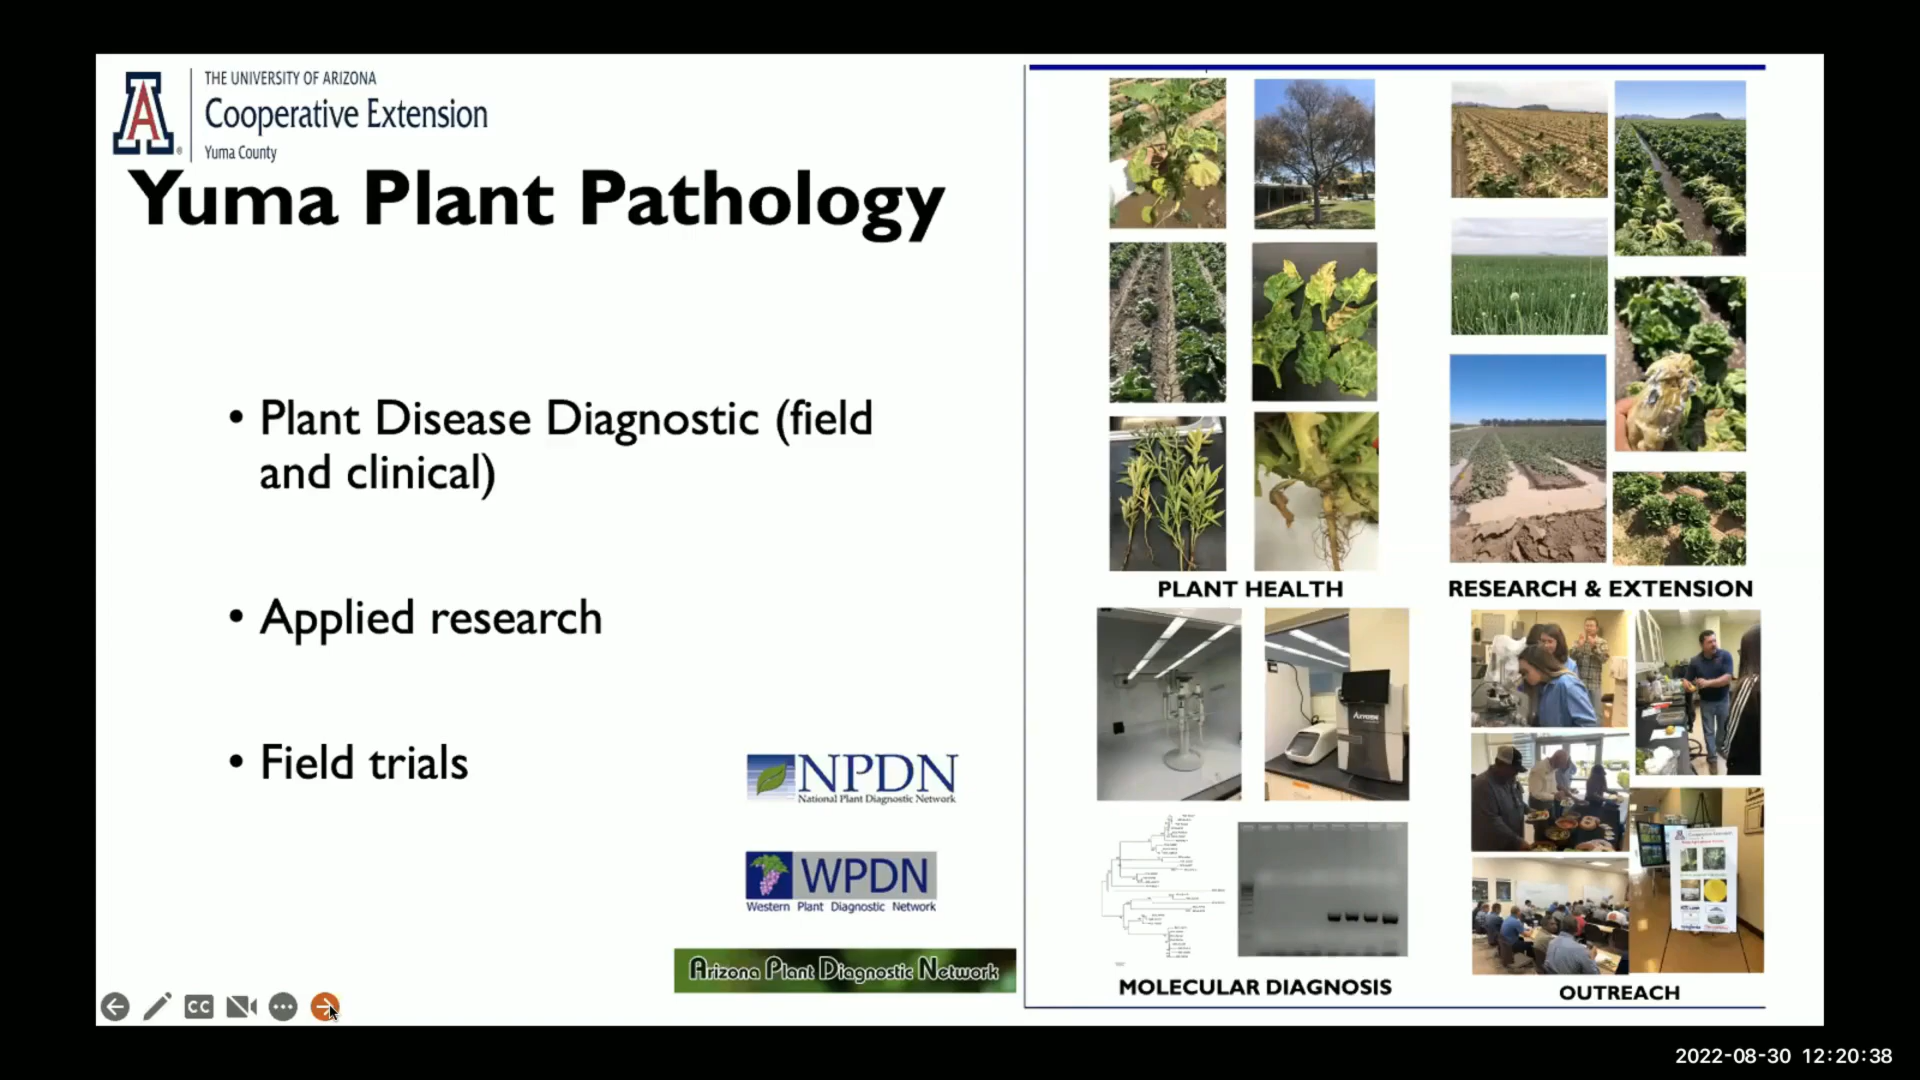 THE UNIVERSITY OF ARIZONA
Cooperative Extension
Yuma County
Yuma Plant Pathology
• Plant Disease Diagnostic (field
and clinical)
• Applied research
• Field trials
NPDN
National Plant Diagnostic Network
WPDN
Western Plant Diagnostic Network
Arizona Plant Diagnostic Network
PLANT HEALTH
RESEARCH & EXTENSION
MOLECULAR DIAGNOSIS
OUTREACH
CC
2022-08-30 12:20:38